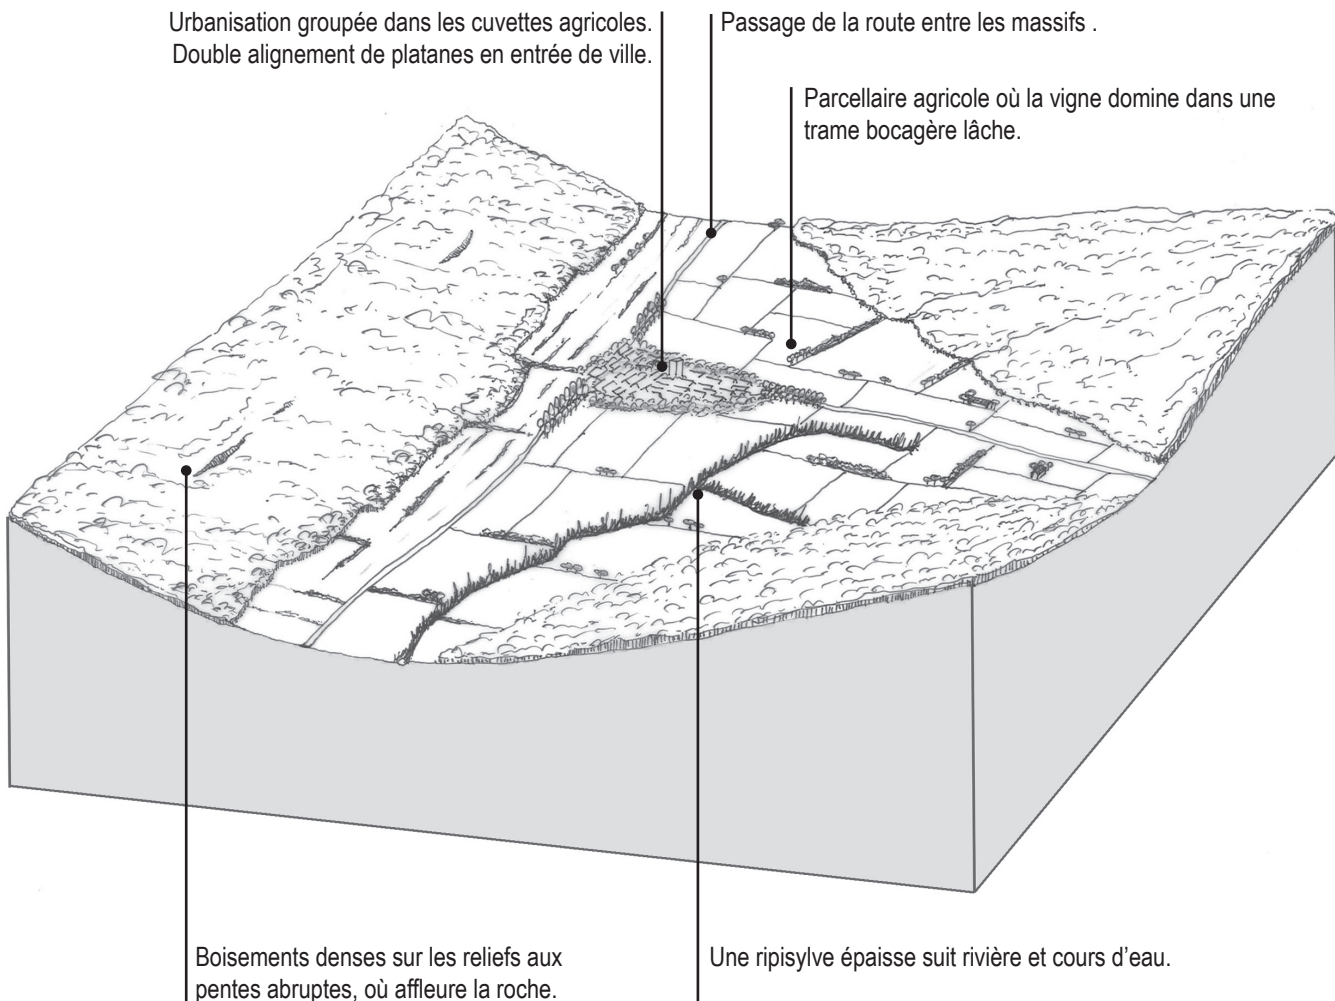 Urbanisation groupée dans les cuvettes agricoles.
Double alignement de platanes en entrée de ville.
Passage de la route entre les massifs .
Parcellaire agricole où la vigne domine dans une
trame bocagère lâche.
Boisements denses sur les reliefs aux
pentes abruptes, où affleure la roche.
Une ripisylve épaisse suit rivière et cours d’eau.